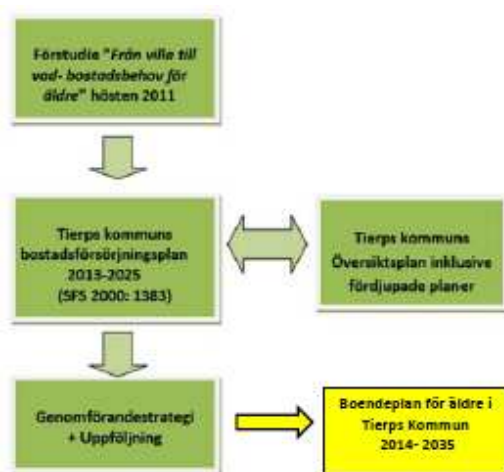 Förstudie "Från villa till
vad- bostadsbehov för
äldre" hösten 2011
Tierps kommuns
bostadsförsörjningsplan
2013-2025
(SFS 2000: 1383)
Tierps kommuns
Översiktsplan inklusive
fördjupade planer
Genomförandestrategi
+ Uppföljning
Boendeplan för äldre i
Tierps Kommun
2014- 2035